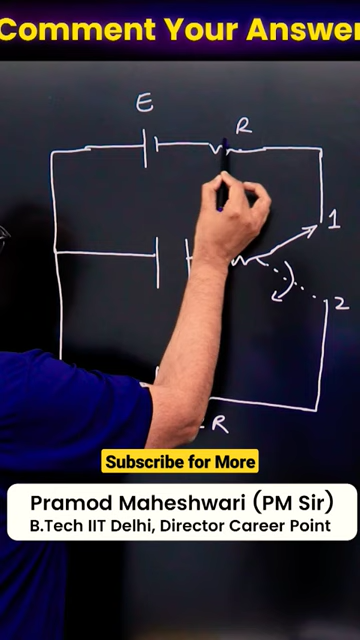 Comment Your Answer
E
R
1
2
R
Subscribe for More
Pramod Maheshwari (PM Sir)
B.Tech IIT Delhi, Director Career Point